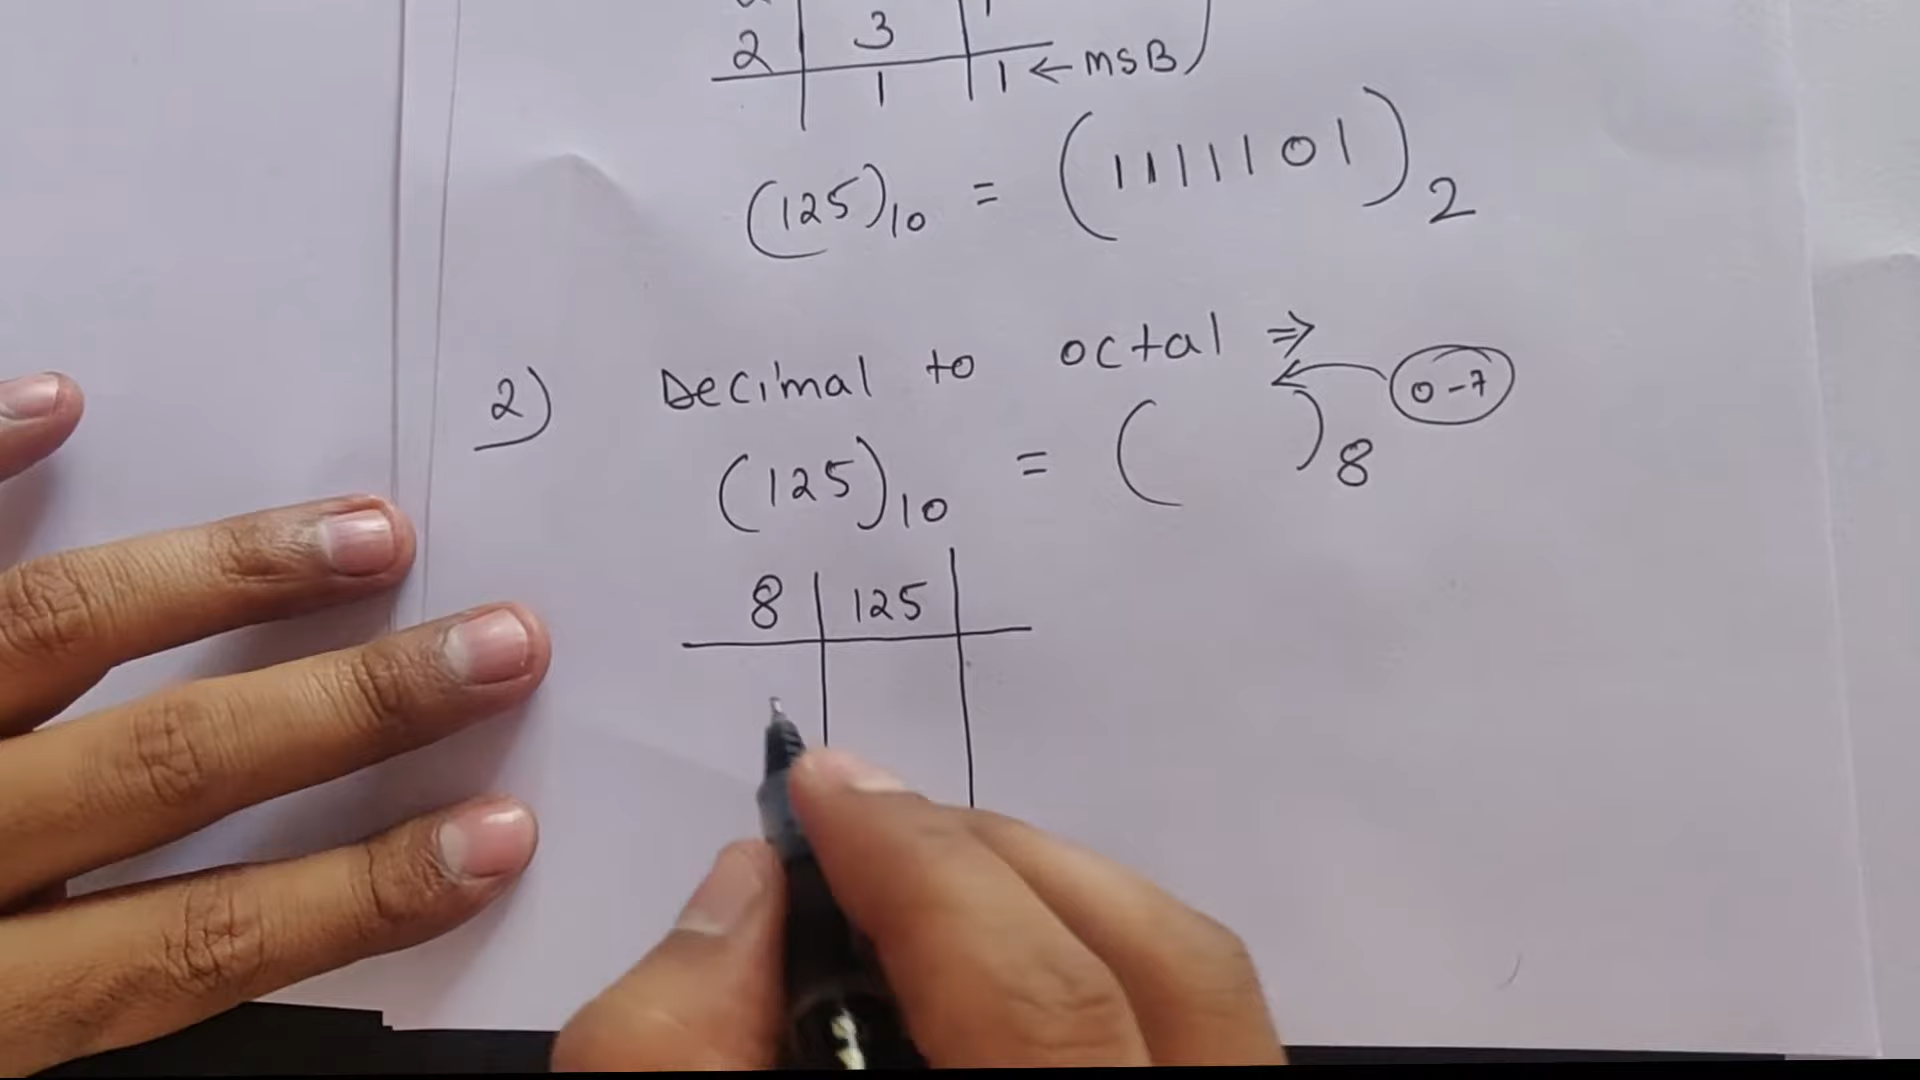 2 3
1 1 ← MSB
(125)10 = (1111101)2
2) Decimal to octal ⇒
0-7
(125)10 = ( )8
8 125